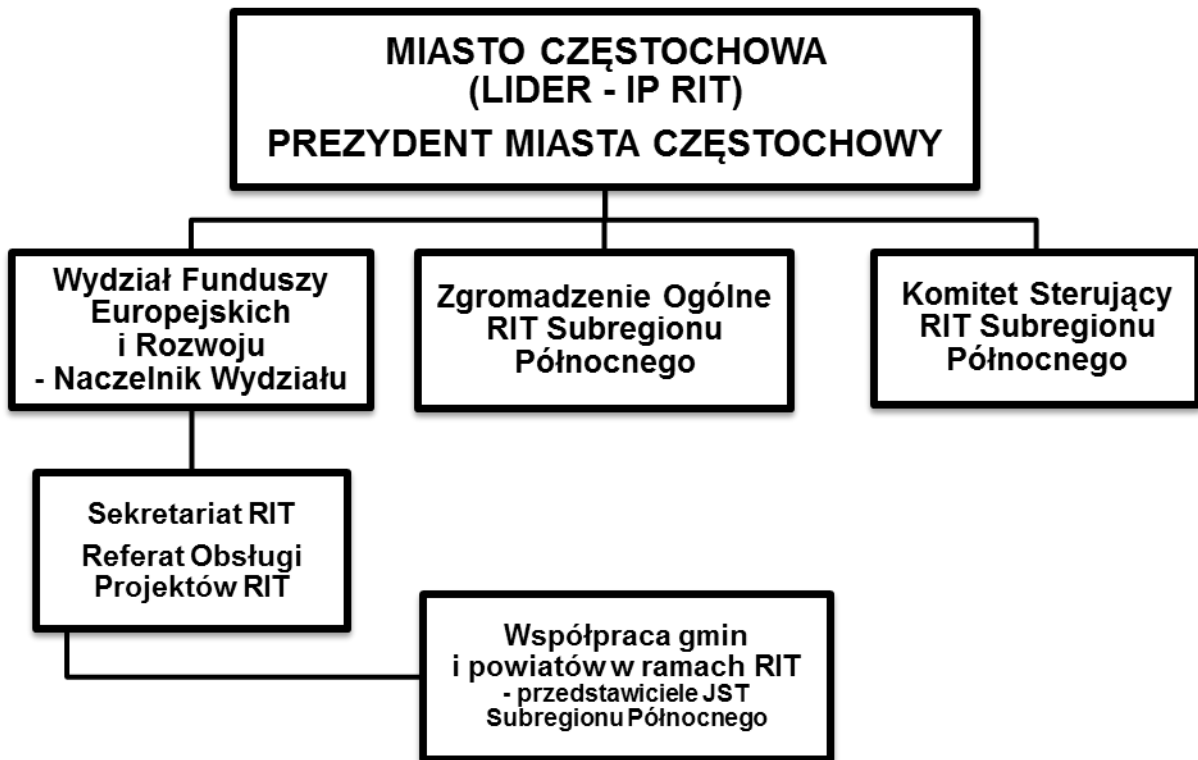 MIASTO CZĘSTOCHOWA
(LIDER - IP RIT)
PREZYDENT MIASTA CZĘSTOCHOWY
Wydział Funduszy
Europejskich
i Rozwoju
- Naczelnik Wydziału
Zgromadzenie Ogólne
RIT Subregionu
Północnego
Komitet Sterujący
RIT Subregionu
Północnego
Sekretariat RIT
Referat Obsługi
Projektów RIT
Współpraca gmin
i powiatów w ramach RIT
- przedstawiciele JST
Subregionu Północnego